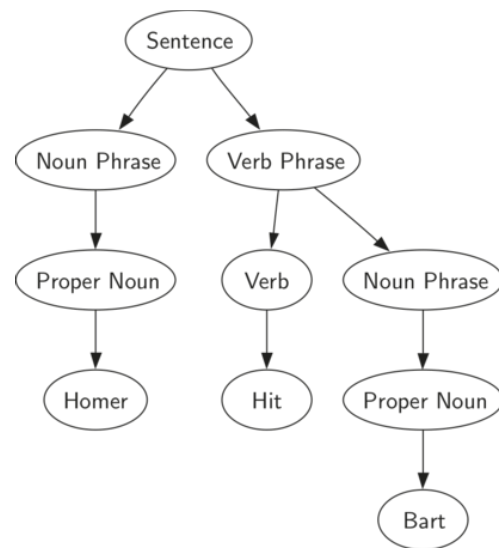 Sentence
Noun Phrase
Verb Phrase
Proper Noun
Verb
Noun Phrase
Homer
Hit
Proper Noun
Bart